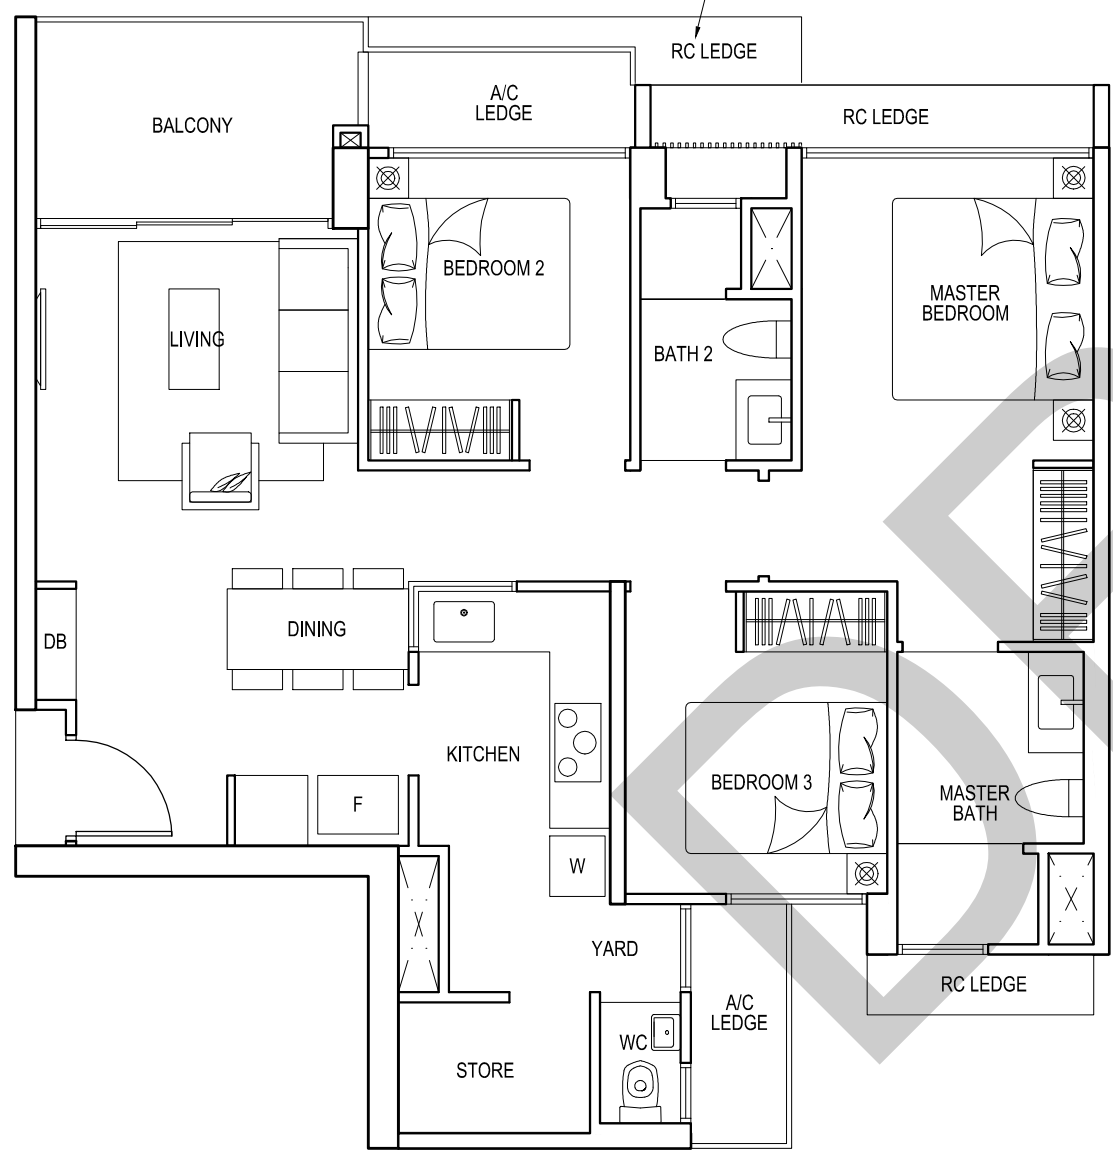 RC LEDGE
A/C
LEDGE
RC LEDGE
BALCONY
BEDROOM 2
MASTER
BEDROOM
LIVING
BATH 2
DB
DINING
KITCHEN
BEDROOM 3
F
MASTER
BATH
W
YARD
RC LEDGE
A/C
LEDGE
WC
STORE